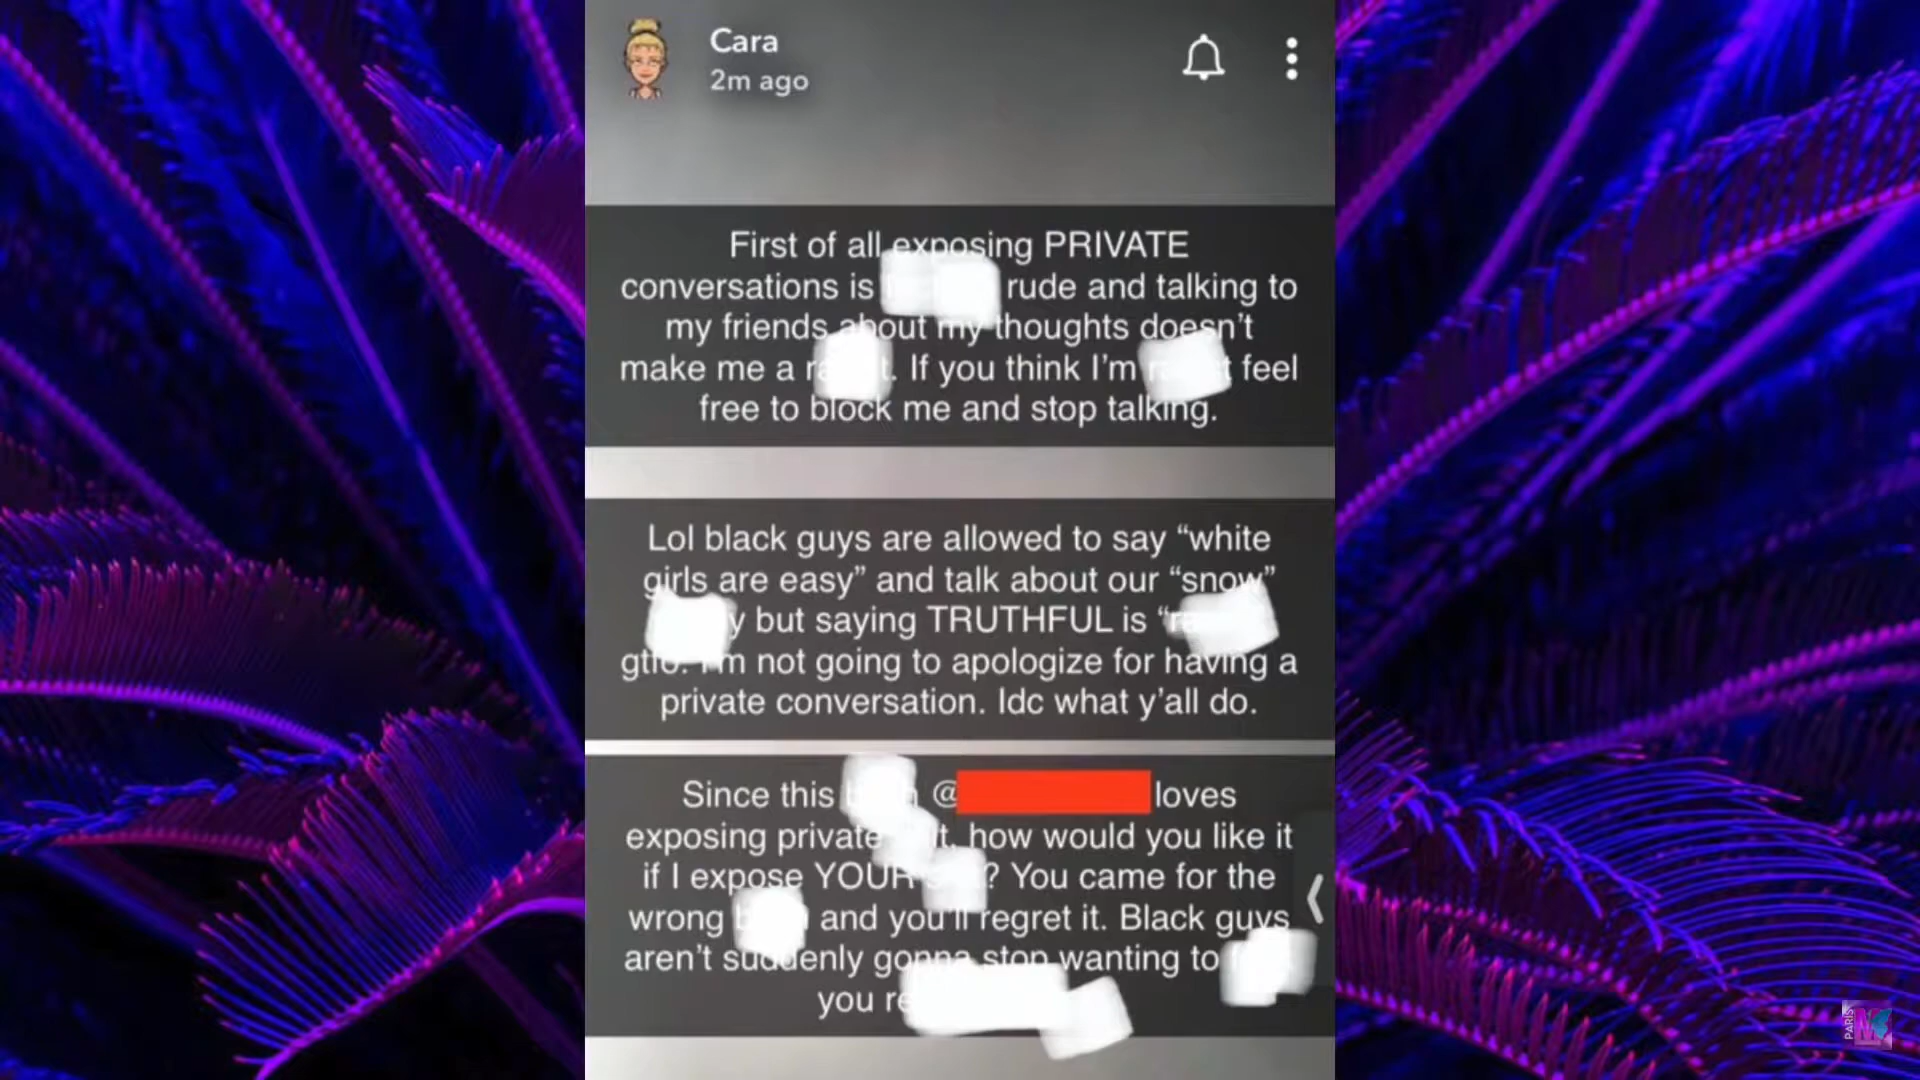 Cara
2m ago
First of all exposing PRIVATE
conversations is rude and talking to
my friends about my thoughts doesn't
make me a. If you think I'm feel
free to block me and stop talking.
Lol black guys are allowed to say “white
girls are easy” and talk about our “snow”
but saying TRUTHFUL is
gtfo. I'm not going to apologize for having a
private conversation. Idc what y'all do.
Since this @ loves
exposing private how would you like it
if I expose YOUR ? You came for the
wrong and you'll regret it. Black guys
aren't suddenly gonna stop wanting to
you
PARIS
M